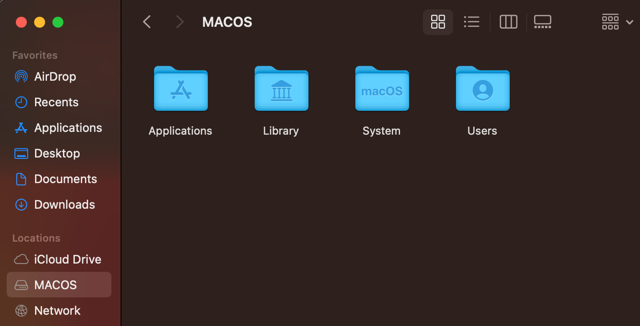 MACOS
Favorites
AirDrop
Recents
Applications
Desktop
Documents
Downloads
Locations
iCloud Drive
MACOS
Network
macOS
Applications
Library
System
Users